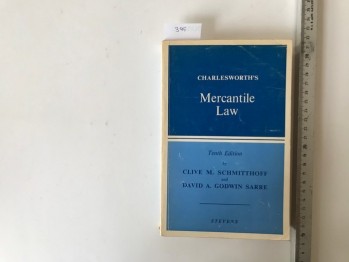 CHARLESWORTH'S
Mercantile
Law
Tenth Edition
by
CLIVE M. SCHMITTHOFF
and
DAVID A. GODWIN SARRE
STEVENS